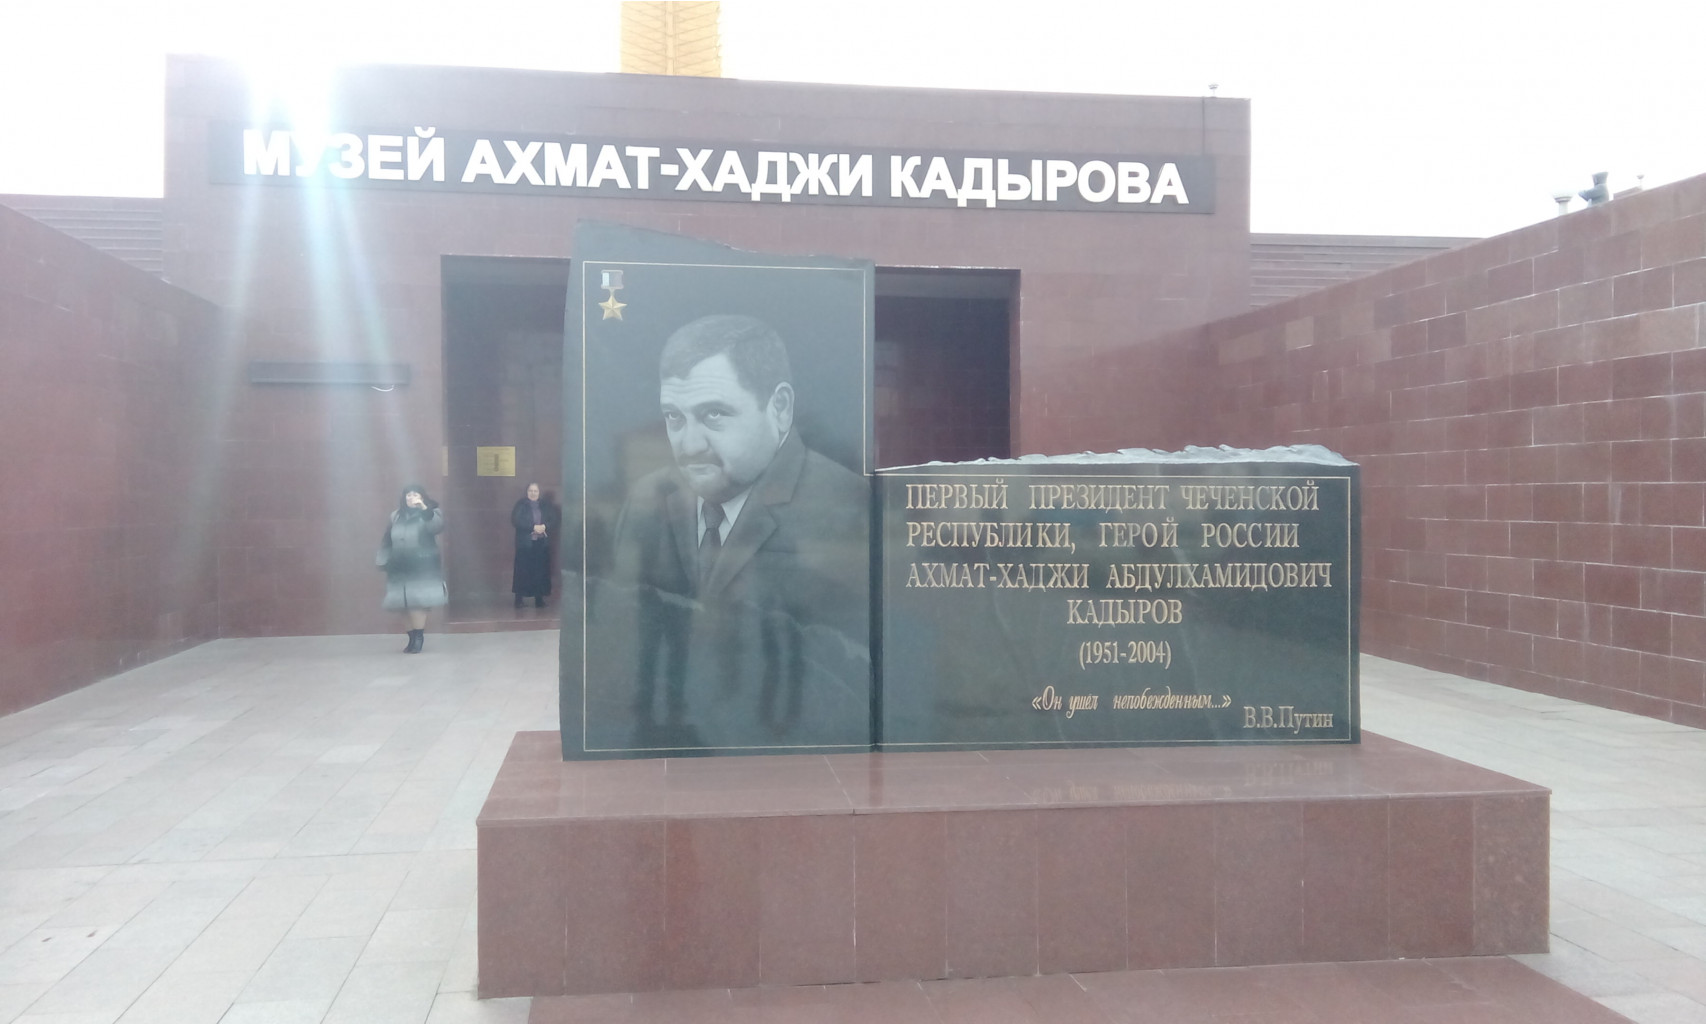 МУЗЕЙ АХМАТ-ХАДЖИ КАДЫРОВА
ПЕРВЫЙ ПРЕЗИДЕНТ ЧЕЧЕНСКОЙ
РЕСПУБЛИКИ, ГЕРОЙ РОССИИ
АХМАТ-ХАДЖИ АБДУЛХАМИДОВИЧ
КАДЫРОВ
(1951-2004)
«Он ушел непобежденным...»
В.В.Путин